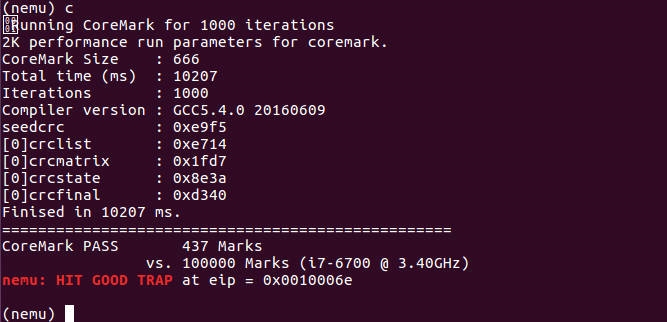 (nemu) c
Running CoreMark for 1000 iterations
2K performance run parameters for coremark.
CoreMark Size    : 666
Total time (ms)  : 10207
Iterations       : 1000
Compiler version : GCC5.4.0 20160609
seedcrc          : 0xe9f5
[0]crclist       : 0xe714
[0]crcmatrix     : 0x1fd7
[0]crcstate      : 0x8e3a
[0]crcfinal      : 0xd340
Finised in 10207 ms.
==================================================
CoreMark PASS       437 Marks
                vs. 100000 Marks (i7-6700 @ 3.40GHz)
nemu: HIT GOOD TRAP at eip = 0x0010006e
(nemu)